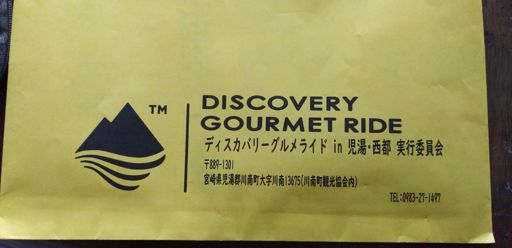 TM
DISCOVERY
GOURMET RIDE
ディスカバリーグルメライド in 児湯・西都 実行委員会
〒889-1301
宮崎県児湯郡川南町大字川南13675(川南町観光協会内)
TEL:0983-27-1497